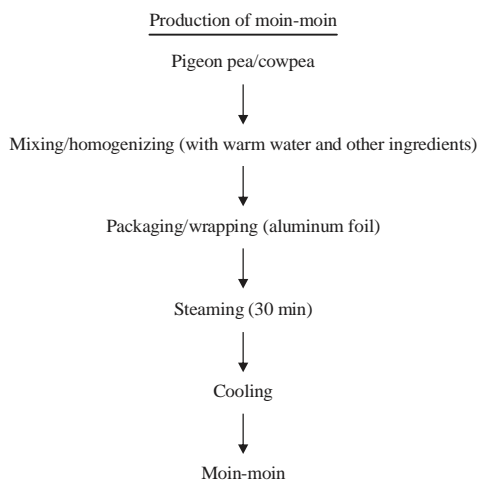 Production of moin-moin
Pigeon pea/cowpea
Mixing/homogenizing (with warm water and other ingredients)
Packaging/wrapping (aluminum foil)
Steaming (30 min)
Cooling
Moin-moin